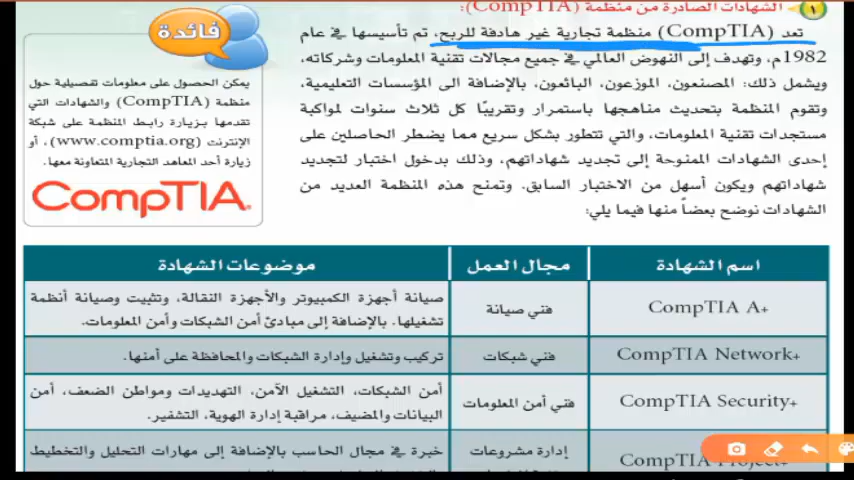 ١ الشهادات الصادرة من منظمة (CompTIA) :
تعد (CompTIA) منظمة تجارية غير هادفة للربح، تم تأسيسها في عام
1982م، وتهدف إلى النهوض العالمي في جميع مجالات تقنية المعلومات وشركاته،
ويشمل ذلك: المصنعون، الموزعون، البائعون، بالإضافة الى المؤسسات التعليمية،
وتقوم المنظمة بتحديث مناهجها باستمرار وتقريبًا كل ثلاث سنوات لمواكبة
مستجدات تقنية المعلومات، والتي تتطور بشكل سريع مما يضطر الحاصلين على
إحدى الشهادات الممنوحة إلى تجديد شهاداتهم، وذلك بدخول اختبار لتجديد
شهاداتهم ويكون أسهل من الاختبار السابق. وتمنح هذه المنظمة العديد من
الشهادات نوضح بعضاً منها فيما يلي:
فائدة
يمكن الحصول على معلومات تفصيلية حول
منظمة (CompTIA) والشهادات التي
تقدمها بزيارة رابط المنظمة على شبكة
الإنترنت (www.comptia.org)، أو
زيارة أحد المعاهد التجارية المتعاونة معها.
CompTIA.
اسم الشهادة مجال العمل موضوعات الشهادة
CompTIA A+ فني صيانة صيانة أجهزة الكمبيوتر والأجهزة النقالة، وتثبيت وصيانة أنظمة
تشغيلها. بالإضافة إلى مبادئ أمن الشبكات وأمن المعلومات.
CompTIA Network+ فني شبكات تركيب وتشغيل وإدارة الشبكات والمحافظة على أمنها.
CompTIA Security+ فني أمن المعلومات أمن الشبكات، التشغيل الآمن، التهديدات ومواطن الضعف، أمن
البيانات والمضيف، مراقبة إدارة الهوية، التشفير.
CompTIA Project+ إدارة مشروعات خبرة في مجال الحاسب بالإضافة إلى مهارات التحليل والتخطيط